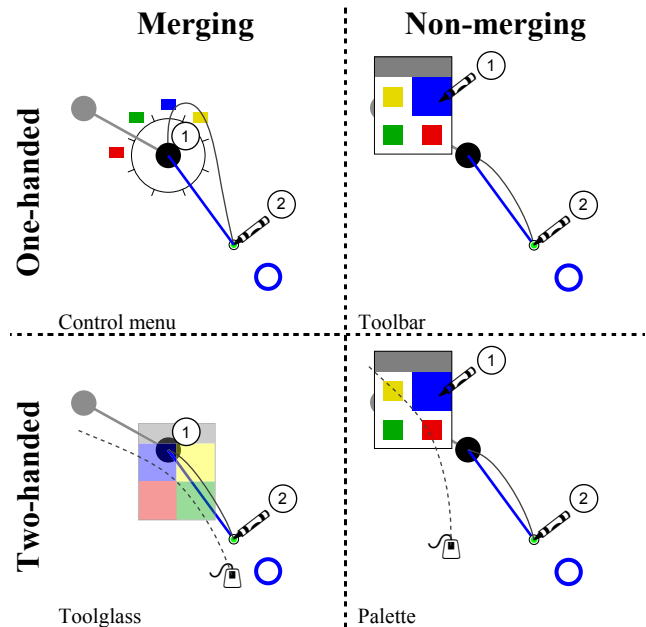 Merging
Non-merging
One-handed
1
2
Control menu
1
2
Toolbar
Two-handed
1
2
Toolglass
1
2
Palette